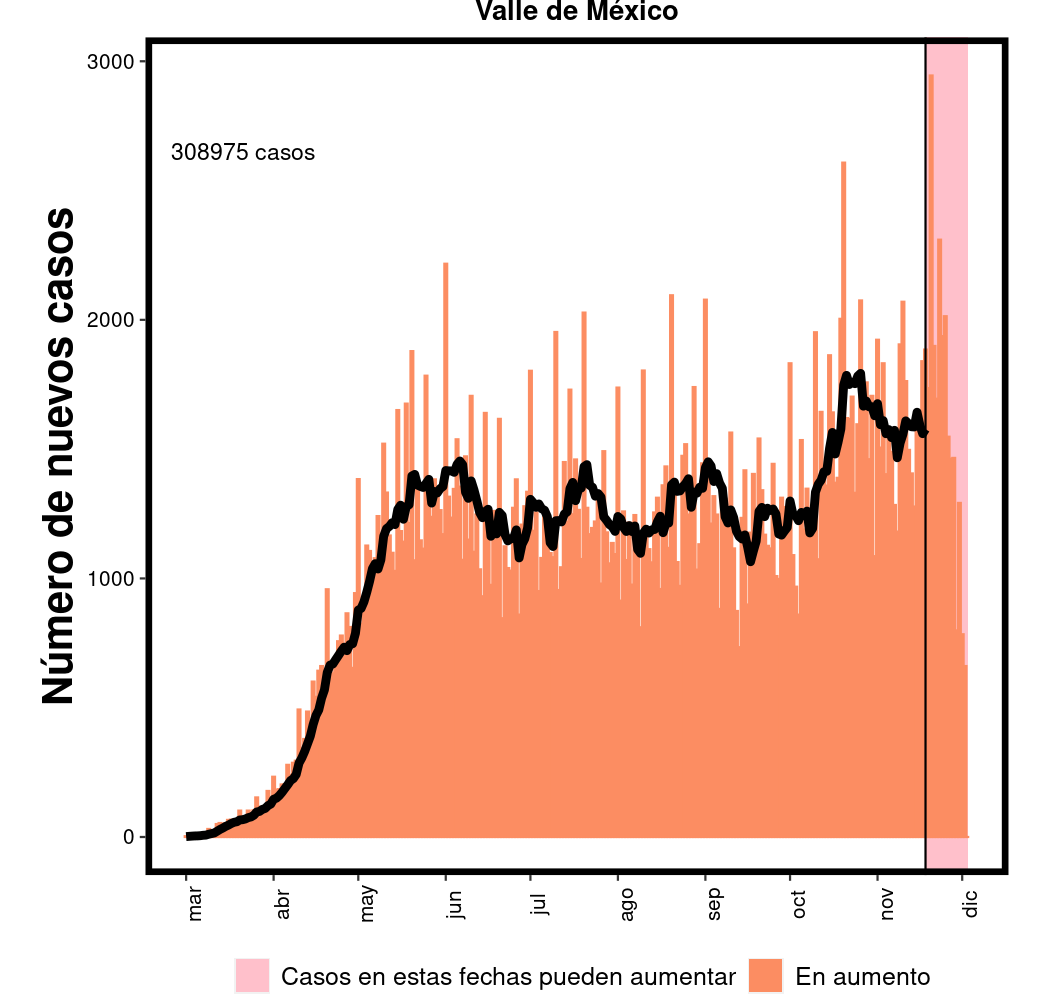 Valle de México
Número de nuevos casos
3000
2000
1000
0
308975 casos
mar
abr
may
jun
jul
ago
sep
oct
nov
dic
Casos en estas fechas pueden aumentar
En aumento